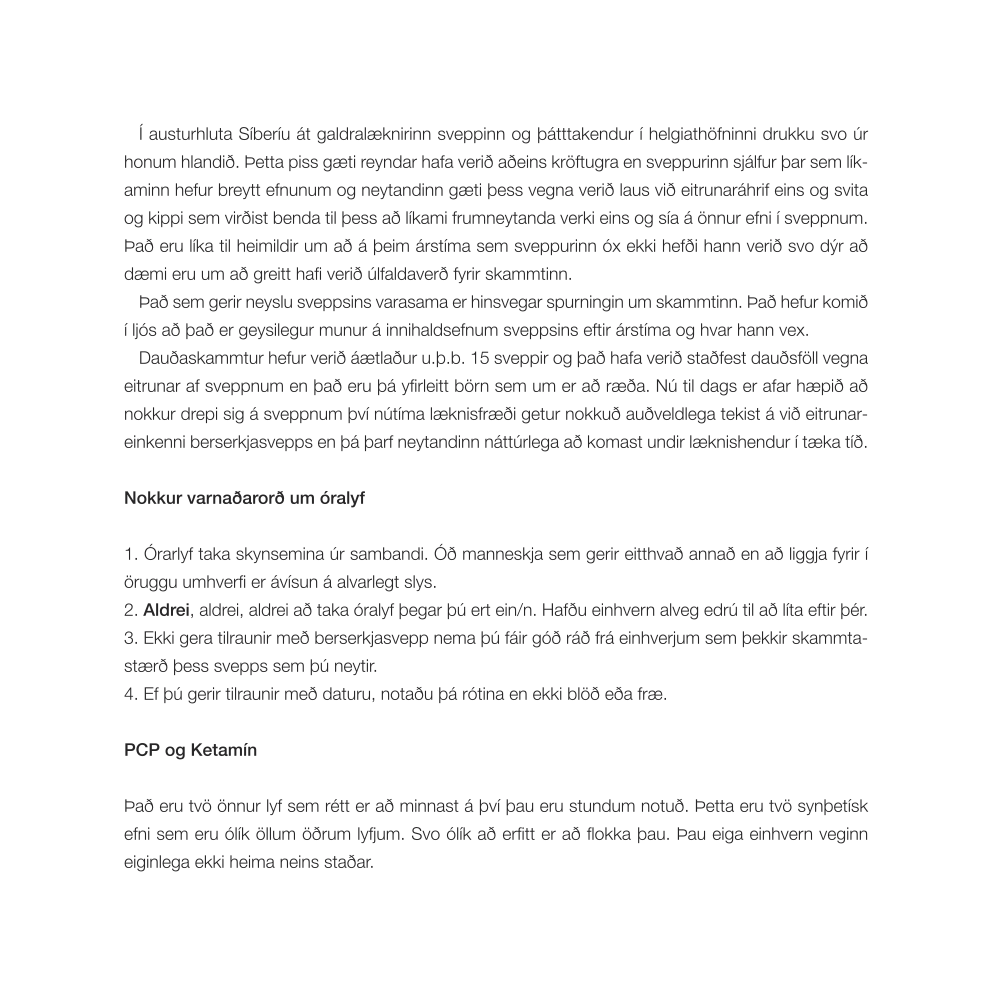 Í austurhluta Síberíu át galdralæknirinn sveppinn og þátttakendur í helgiathöfninni drukku svo úr
honum hlandið. Þetta piss gæti reyndar hafa verið aðeins kröftugra en sveppurinn sjálfur þar sem lík-
aminn hefur breytt efnunum og neytandinn gæti þess vegna verið laus við eitrunaráhrif eins og svita
og kippi sem virðist benda til þess að líkami frumneytanda verki eins og sía á önnur efni í sveppnum.
Það eru líka til heimildir um að á þeim árstíma sem sveppurinn óx ekki hefði hann verið svo dýr að
dæmi eru um að greitt hafi verið úlfaldaverð fyrir skammtinn.
Það sem gerir neyslu sveppsins varasama er hinsvegar spurningin um skammtinn. Það hefur komið
í ljós að það er geysilegur munur á innihaldsefnum sveppsins eftir árstíma og hvar hann vex.
Dauðaskammtur hefur verið áætlaður u.þ.b. 15 sveppir og það hafa verið staðfest dauðsföll vegna
eitrunar af sveppnum en það eru þá yfirleitt börn sem um er að ræða. Nú til dags er afar hæpið að
nokkur drepi sig á sveppnum því nútíma læknisfræði getur nokkuð auðveldlega tekist á við eitrunar-
einkenni berserkjasvepps en þá þarf neytandinn náttúrlega að komast undir læknishendur í tæka tíð.
Nokkur varnaðarorð um óralyf
1. Órarlyf taka skynsemina úr sambandi. Óð manneskja sem gerir eitthvað annað en að liggja fyrir í
öruggu umhverfi er ávísun á alvarlegt slys.
2. Aldrei, aldrei, aldrei að taka óralyf þegar þú ert ein/n. Hafðu einhvern alveg edrú til að líta eftir þér.
3. Ekki gera tilraunir með berserkjasvepp nema þú fáir góð ráð frá einhverjum sem þekkir skammta-
stærð þess svepps sem þú neytir.
4. Ef þú gerir tilraunir með daturu, notaðu þá rótina en ekki blöð eða fræ.
PCP og Ketamín
Það eru tvö önnur lyf sem rétt er að minnast á því þau eru stundum notuð. Þetta eru tvö synþetísk
efni sem eru ólík öllum öðrum lyfjum. Svo ólík að erfitt er að flokka þau. Þau eiga einhvern veginn
eiginlega ekki heima neins staðar.